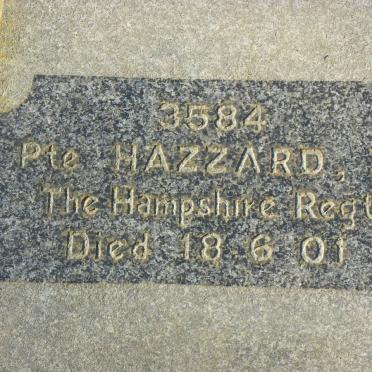 3584
Pte HAZZARD,
The Hampshire Regt
Died 18.6 01